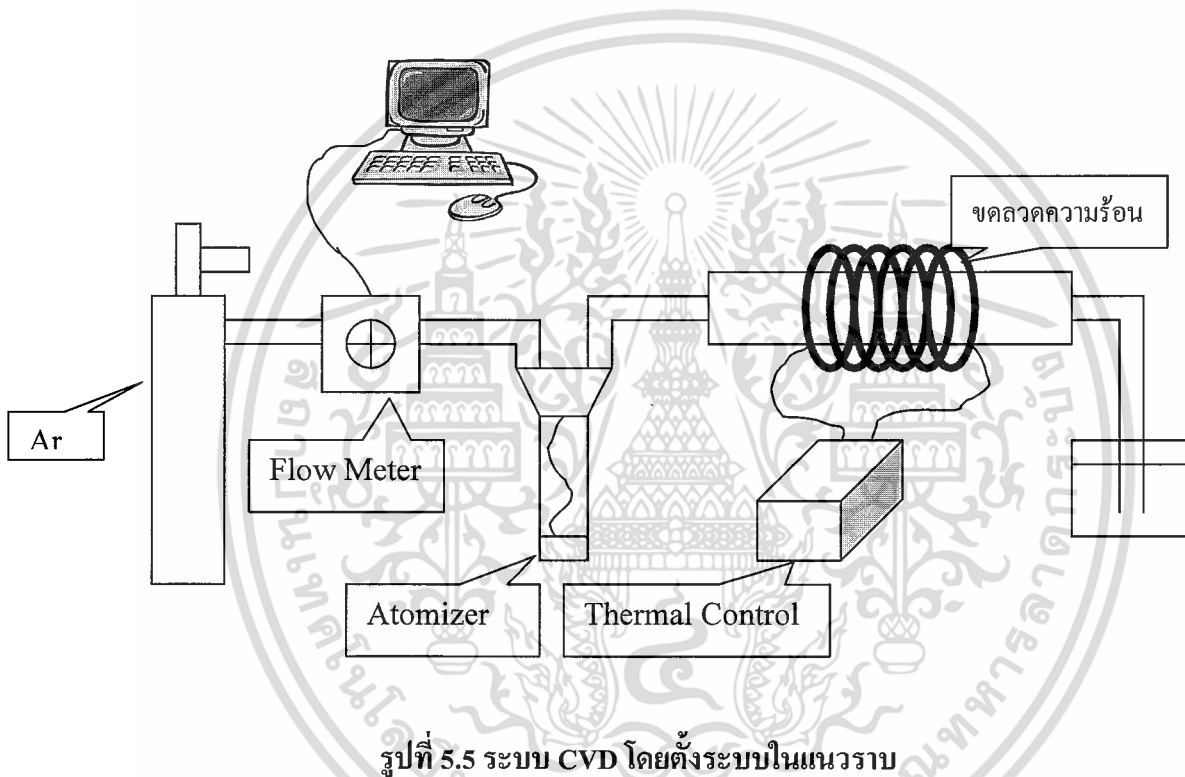 ขดลวดความร้อน
Ar
Flow Meter
Atomizer
Thermal Control
รูปที่ 5.5 ระบบ CVD โดยตั้งระบบในแนวราบ